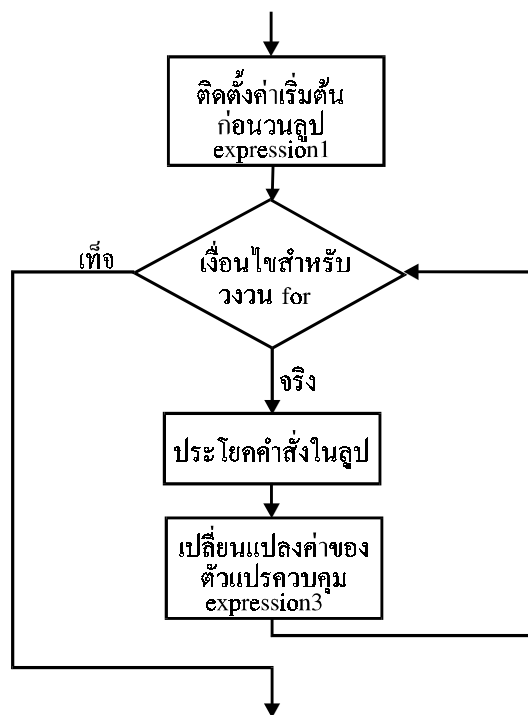 ติดตั้งค่าเริ่มต้น
ก่อนวนลูป
expression1
เท็จ
เงื่อนไขสำหรับ
วงวน for
จริง
ประโยคคำสั่งในลูป
เปลี่ยนแปลงค่าของ
ตัวแปรควบคุม
expression3